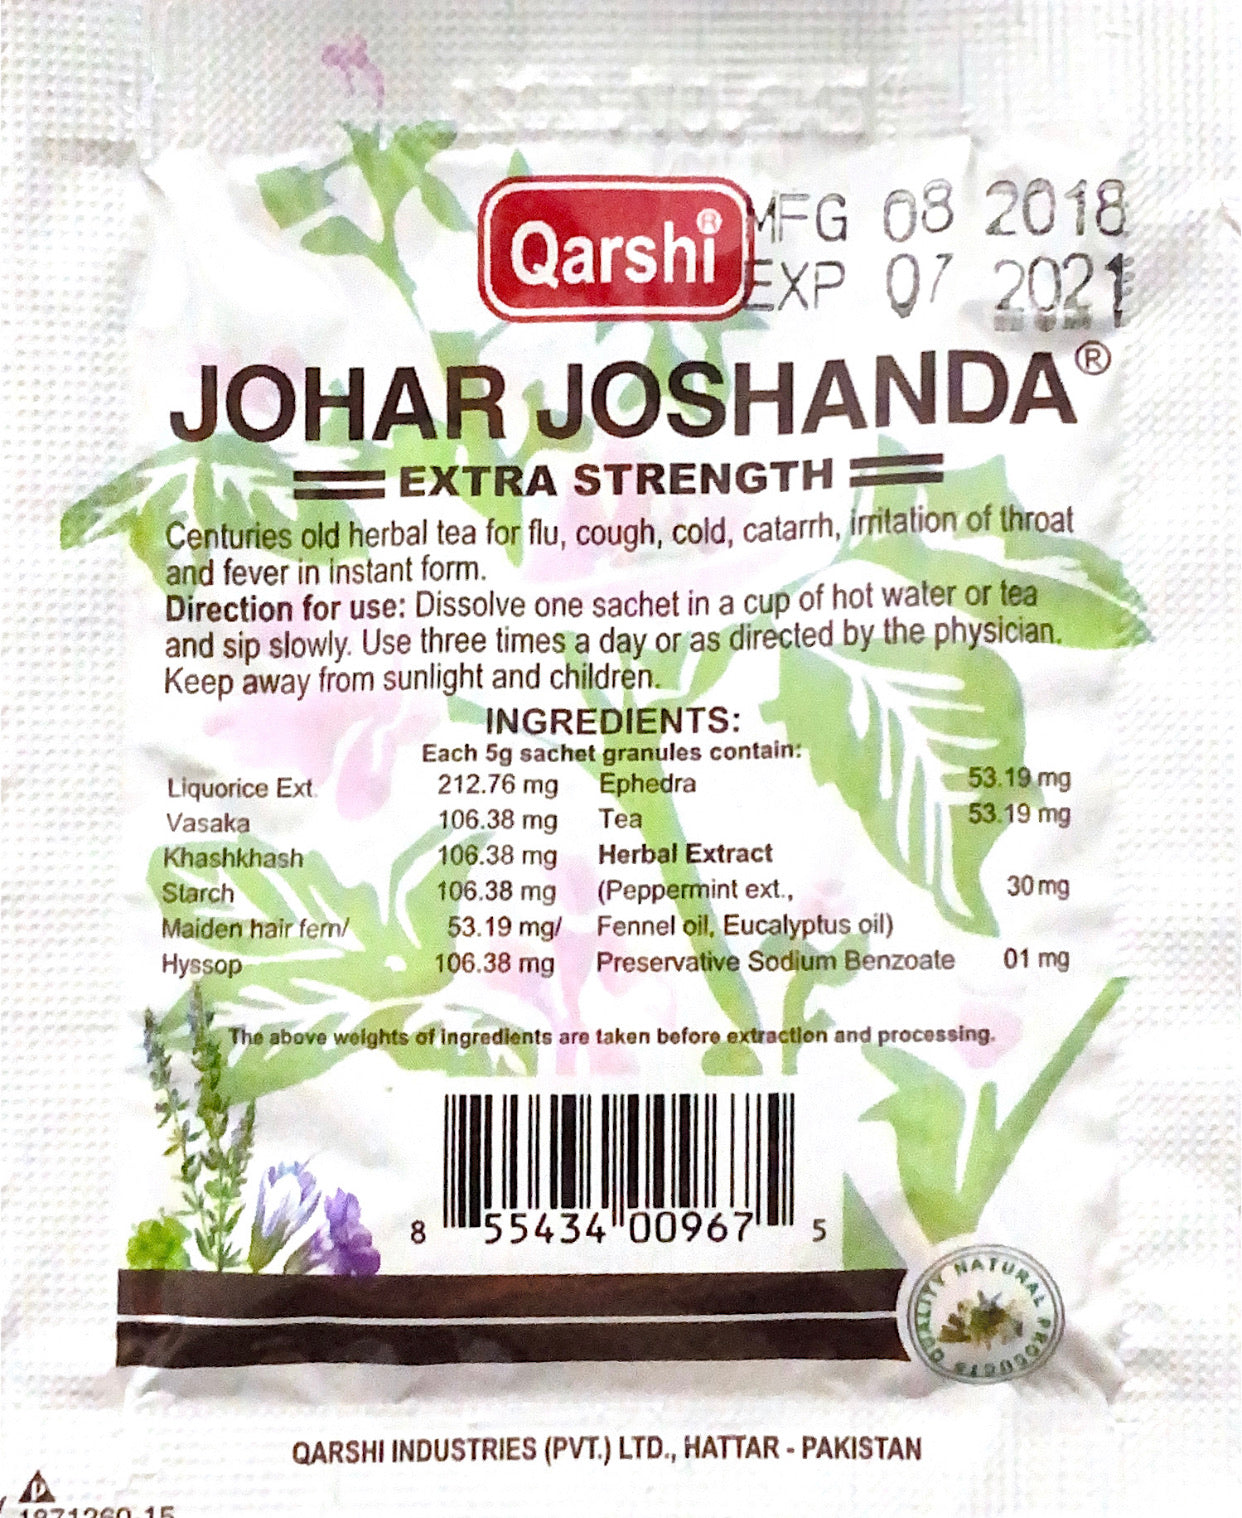 Qarshi®
MFG 08 2018
EXP 07 2021
JOHAR JOSHANDA®
EXTRA STRENGTH
Centuries old herbal tea for flu, cough, cold, catarrh, irritation of throat
and fever in instant form.
Direction for use: Dissolve one sachet in a cup of hot water or tea
and sip slowly. Use three times a day or as directed by the physician.
Keep away from sunlight and children.
INGREDIENTS:
Each 5g sachet granules contain:
Liquorice Ext. 212.76 mg Ephedra 53.19 mg
Vasaka 106.38 mg Tea 53.19 mg
Khashkhash 106.38 mg Herbal Extract
Starch 106.38 mg (Peppermint ext., 30 mg
Maiden hair fern/ 53.19 mg/ Fennel oil, Eucalyptus oil)
Hyssop 106.38 mg Preservative Sodium Benzoate 01 mg
The above weights of ingredients are taken before extraction and processing.
8 55434 00967 5
QUALITY NATURAL PRODUCTS
QARSHI INDUSTRIES (PVT.) LTD., HATTAR - PAKISTAN
P